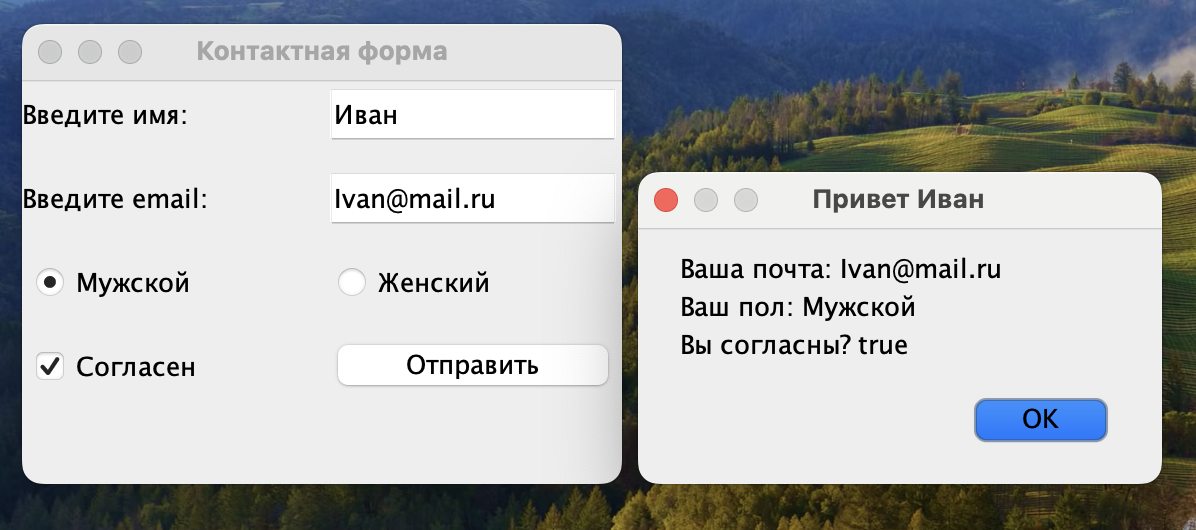 Контактная форма
Введите имя: Иван
Введите email: Ivan@mail.ru
Мужской Женский
Согласен Отправить
Привет Иван
Ваша почта: Ivan@mail.ru
Ваш пол: Мужской
Вы согласны? true
OK